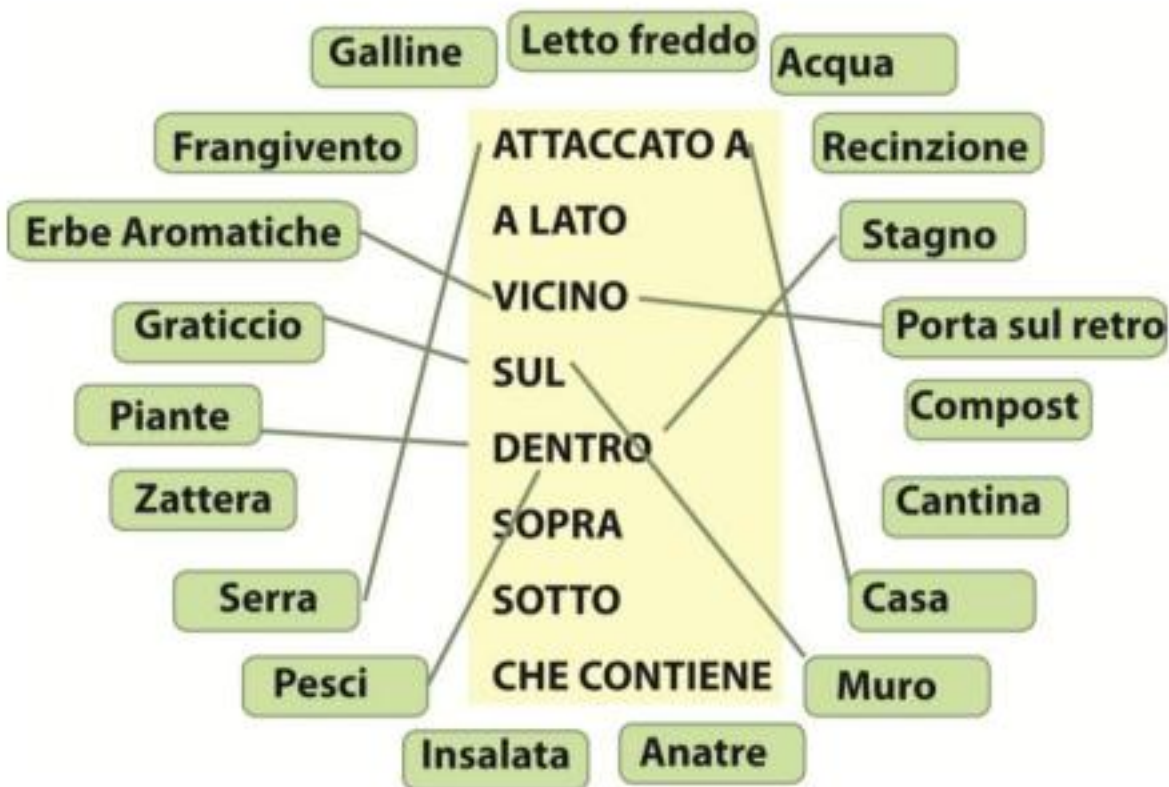 Galline
Letto freddo
Acqua
Frangivento
ATTACCATO A
Recinzione
Erbe Aromatiche
A LATO
Stagno
Graticcio
VICINO
Porta sul retro
Piante
SUL
Compost
Zattera
DENTRO
Cantina
Serra
SOPRA
Casa
SOTTO
Pesci
CHE CONTIENE
Muro
Insalata
Anatre